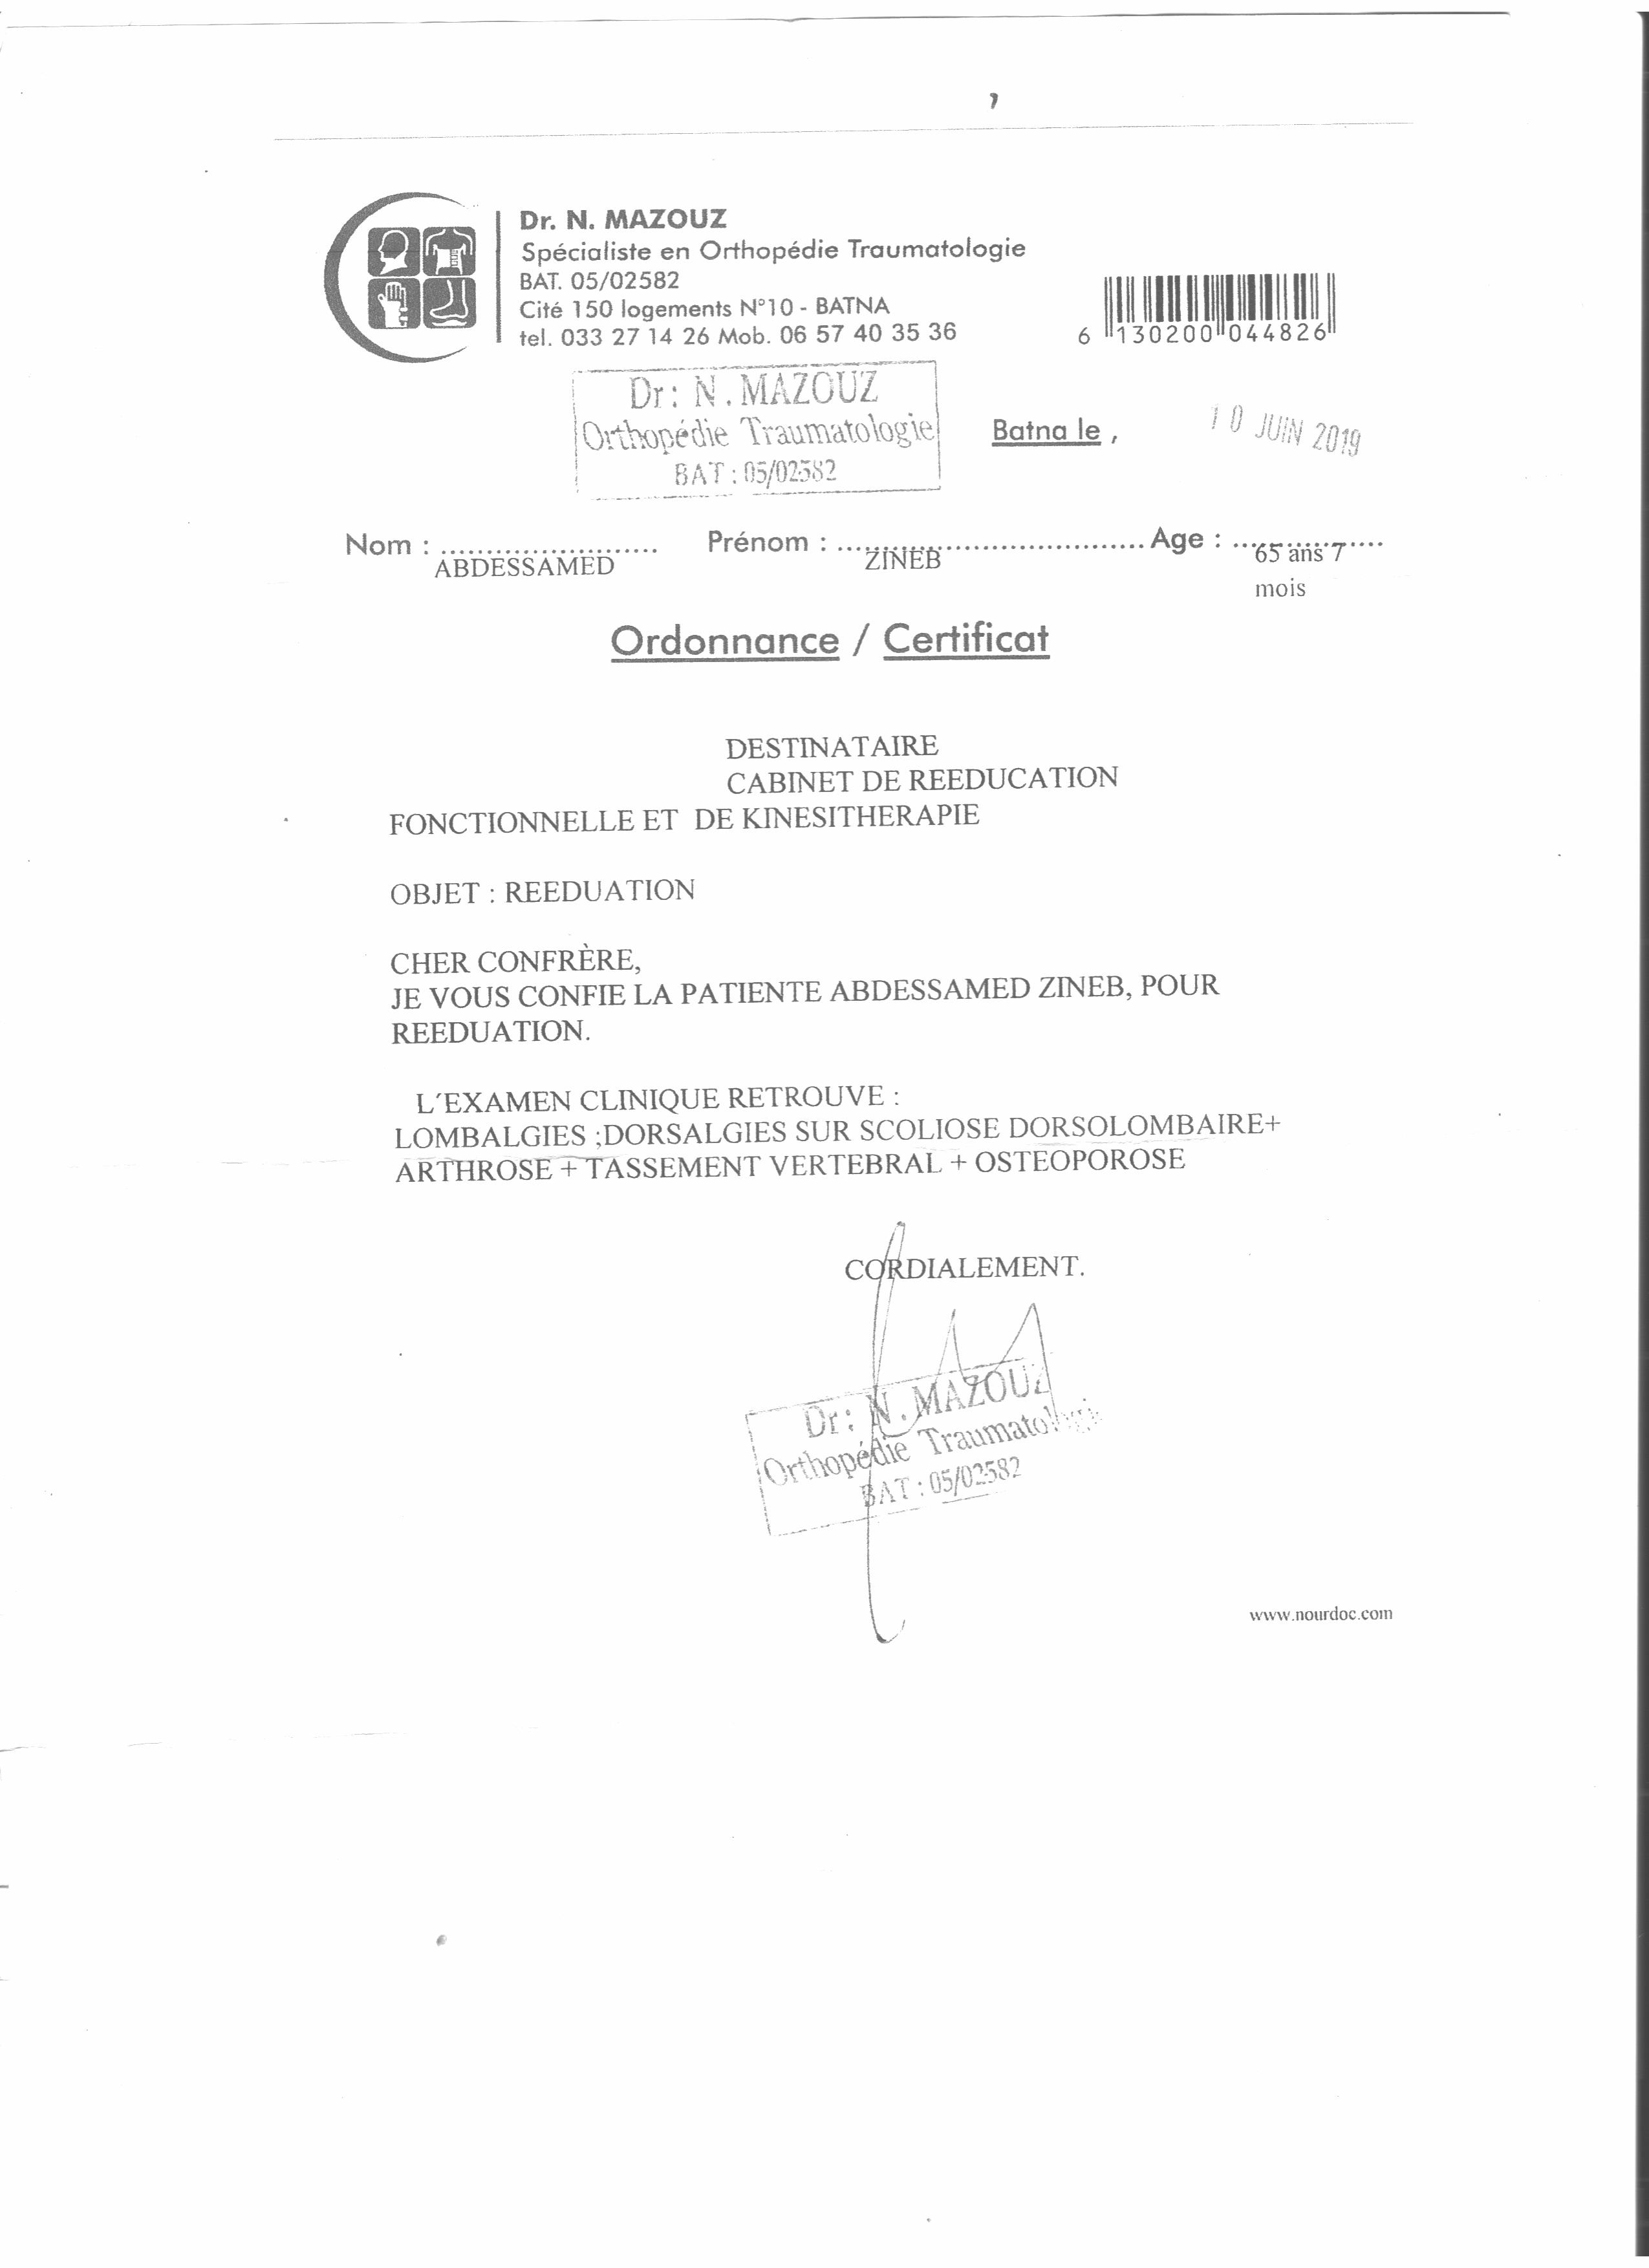 Dr. N. MAZOUZ
Spécialiste en Orthopédie Traumatologie
BAT. 05/02582
Cité 150 logements N°10 - BATNA
tel. 033 27 14 26 Mob. 06 57 40 35 36
6 130200 044826
Dr: N. MAZOUZ
Orthopédie Traumatologie
BAT : 05/02582
Batna le , 10 JUIN 2019
Nom : ........................ Prénom : .................................... Age : ..................
ABDESSAMED ZINEB 65 ans 7
mois
Ordonnance / Certificat
DESTINATAIRE
CABINET DE REEDUCATION
FONCTIONNELLE ET DE KINESITHERAPIE
OBJET : REEDUATION
CHER CONFRÈRE,
JE VOUS CONFIE LA PATIENTE ABDESSAMED ZINEB, POUR
REEDUATION.
L'EXAMEN CLINIQUE RETROUVE :
LOMBALGIES ;DORSALGIES SUR SCOLIOSE DORSOLOMBAIRE+
ARTHROSE + TASSEMENT VERTEBRAL + OSTEOPOROSE
CORDIALEMENT.
Dr: N. MAZOUZ
Orthopédie Traumatologie
BAT : 05/02582
www.nourdoc.com